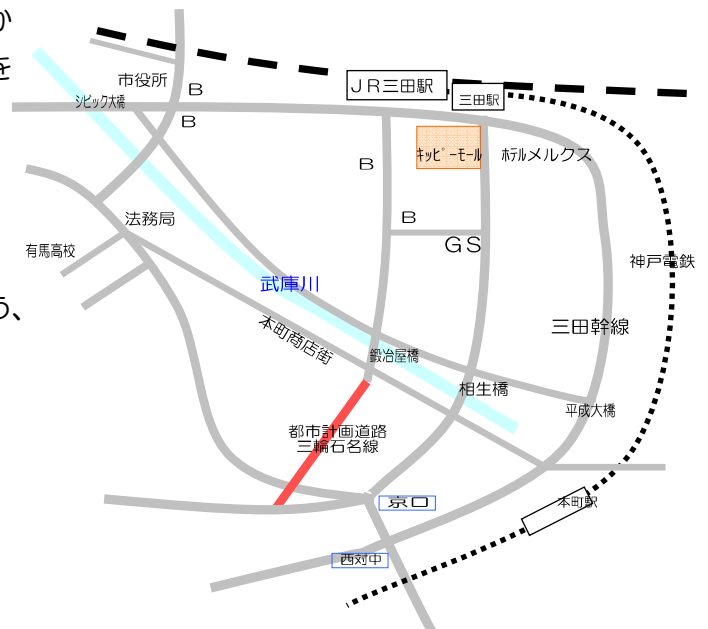 か
を
う、
JR三田駅
三田駅
市役所
B
シビック大橋
B
キッピーモール
ホテルメルクス
B
法務局
B
GS
有馬高校
神戸電鉄
武庫川
本町商店街
三田幹線
鍛冶屋橋
相生橋
平成大橋
都市計画道路
三輪石名線
京口
本町駅
西対中